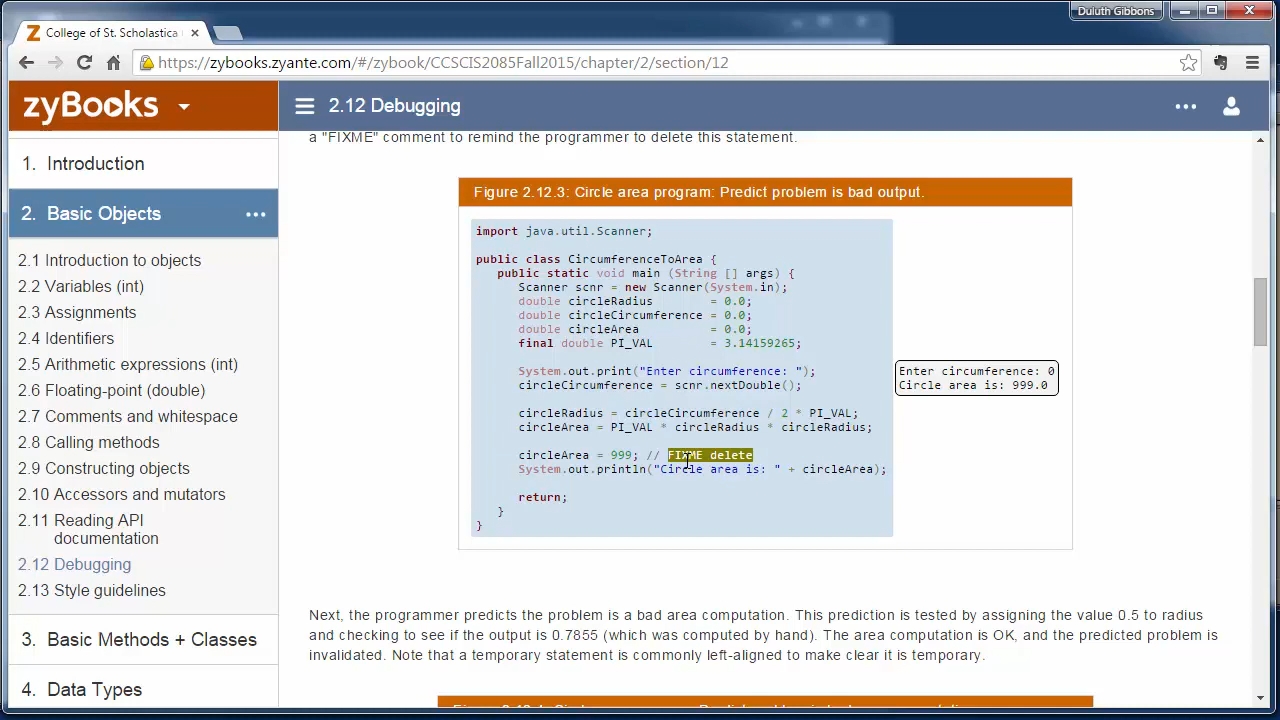 Duluth Gibbons
College of St. Scholastica
https://zybooks.zyante.com/#/zybook/CCSCIS2085Fall2015/chapter/2/section/12
zyBooks
2.12 Debugging
1. Introduction
2. Basic Objects
2.1 Introduction to objects
2.2 Variables (int)
2.3 Assignments
2.4 Identifiers
2.5 Arithmetic expressions (int)
2.6 Floating-point (double)
2.7 Comments and whitespace
2.8 Calling methods
2.9 Constructing objects
2.10 Accessors and mutators
2.11 Reading API
documentation
2.12 Debugging
2.13 Style guidelines
3. Basic Methods + Classes
4. Data Types
a "FIXME" comment to remind the programmer to delete this statement.
Figure 2.12.3: Circle area program: Predict problem is bad output.
import java.util.Scanner;
public class CircumferenceToArea {
public static void main (String [] args) {
Scanner scnr = new Scanner(System.in);
double circleRadius = 0.0;
double circleCircumference = 0.0;
double circleArea = 0.0;
final double PI_VAL = 3.14159265;
System.out.print("Enter circumference: ");
circleCircumference = scnr.nextDouble();
circleRadius = circleCircumference / 2 * PI_VAL;
circleArea = PI_VAL * circleRadius * circleRadius;
circleArea = 999; // FIXME delete
System.out.println("Circle area is: " + circleArea);
return;
}
}
Enter circumference: 0
Circle area is: 999.0
Next, the programmer predicts the problem is a bad area computation. This prediction is tested by assigning the value 0.5 to radius
and checking to see if the output is 0.7855 (which was computed by hand). The area computation is OK, and the predicted problem is
invalidated. Note that a temporary statement is commonly left-aligned to make clear it is temporary.